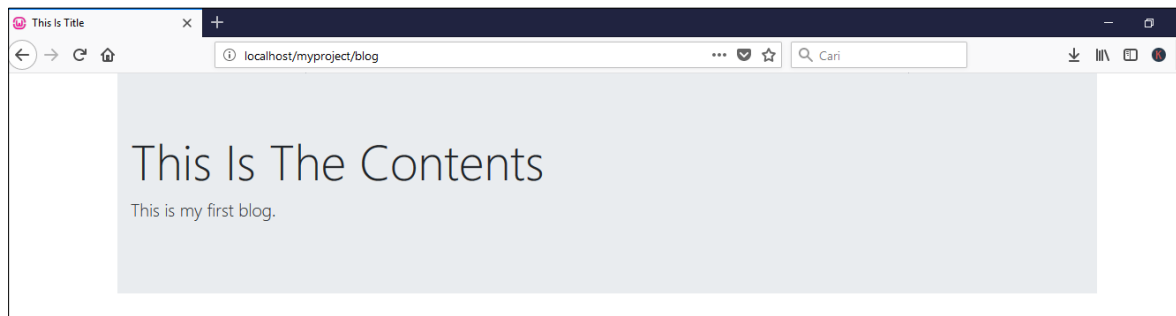 This Is Title
localhost/myproject/blog
Cari
This Is The Contents
This is my first blog.